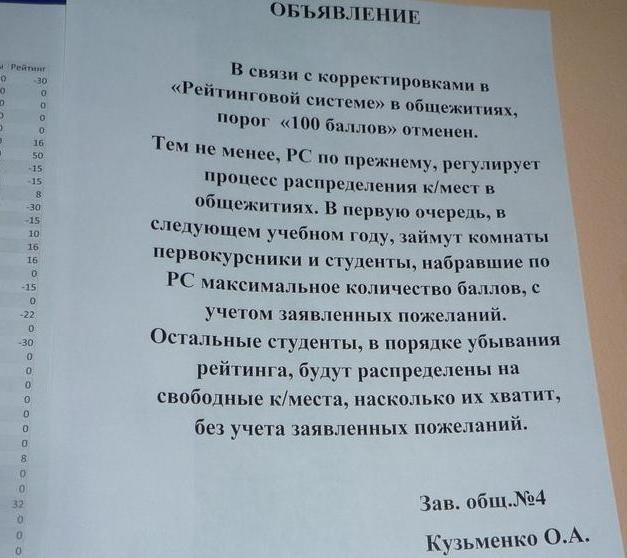 ОБЪЯВЛЕНИЕ
В связи с корректировками в
«Рейтинговой системе» в общежитиях,
порог «100 баллов» отменен.
Тем не менее, РС по прежнему, регулирует
процесс распределения к/мест в
общежитиях. В первую очередь, в
следующем учебном году, займут комнаты
первокурсники и студенты, набравшие по
РС максимальное количество баллов, с
учетом заявленных пожеланий.
Остальные студенты, в порядке убывания
рейтинга, будут распределены на
свободные к/места, насколько их хватит,
без учета заявленных пожеланий.
Зав. общ.№4
Кузьменко О.А.
Рейтинг
-30
0
0
0
0
16
50
-15
-15
8
-30
-15
10
16
16
0
-15
0
-22
0
-30
0
0
0
0
0
0
0
0
8
0
0
32
0
0
0